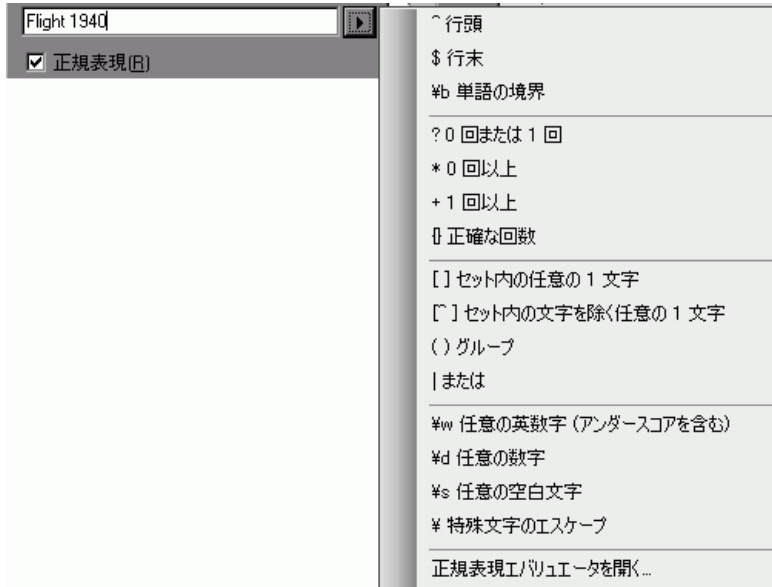 Flight 1940
正規表現(R)
^ 行頭
$ 行末
¥b 単語の境界
? 0 回または 1 回
* 0 回以上
+ 1 回以上
{} 正確な回数
[ ] セット内の任意の 1 文字
[^ ] セット内の文字を除く任意の 1 文字
( ) グループ
| または
¥w 任意の英数字 (アンダースコアを含む)
¥d 任意の数字
¥s 任意の空白文字
¥ 特殊文字のエスケープ
正規表現エバリュエータを開く...